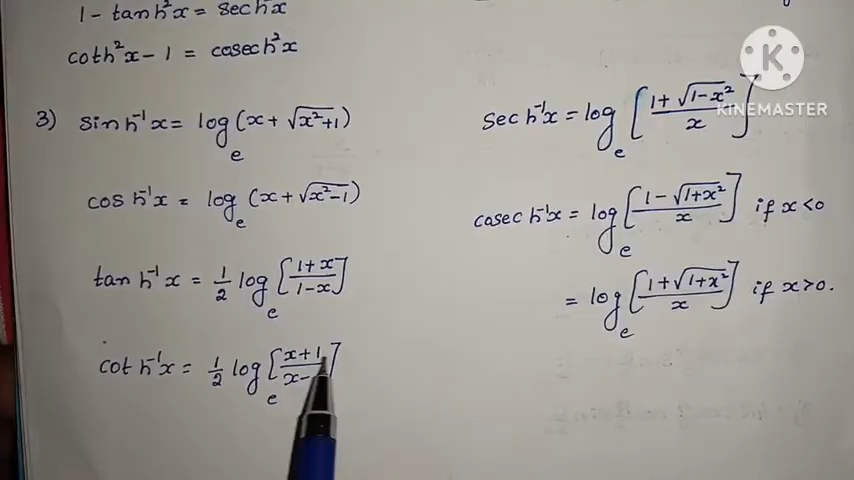 1 - tanh²x = sech²x
coth²x - 1 = cosech²x
3) sinh⁻¹x = logₑ(x + √(x²+1))
cosh⁻¹x = logₑ(x + √(x²-1))
tanh⁻¹x = 1/2 logₑ[(1+x)/(1-x)]
coth⁻¹x = 1/2 logₑ[(x+1)/(x-]
sech⁻¹x = logₑ[(1+√(1-x²))/x]
cosech⁻¹x = logₑ[(1-√(1+x²))/x] if x<0
= logₑ[(1+√(1+x²))/x] if x>0.
K
KINEMASTER